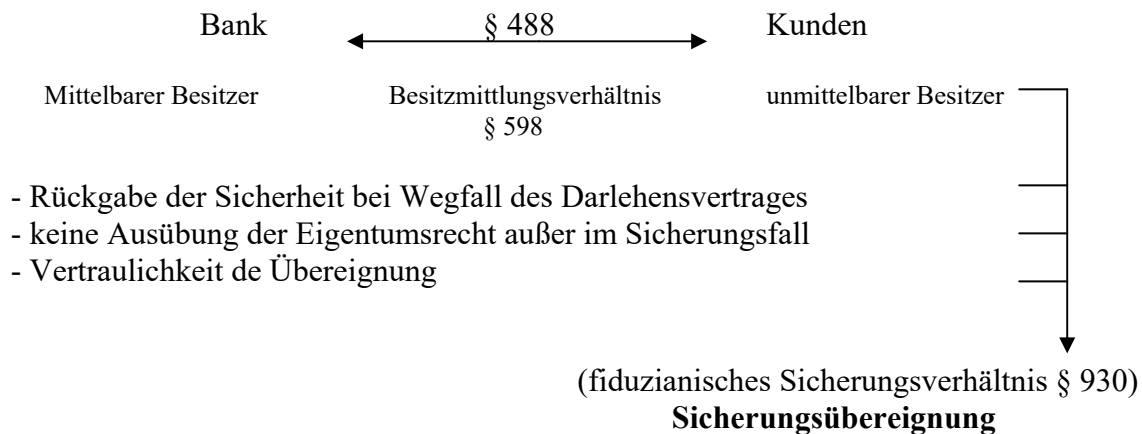 Bank § 488 Kunden
Mittelbarer Besitzer Besitzmittlungsverhältnis unmittelbarer Besitzer
§ 598
- Rückgabe der Sicherheit bei Wegfall des Darlehensvertrages
- keine Ausübung der Eigentumsrecht außer im Sicherungsfall
- Vertraulichkeit de Übereignung
(fiduzianisches Sicherungsverhältnis § 930)
Sicherungsübereignung